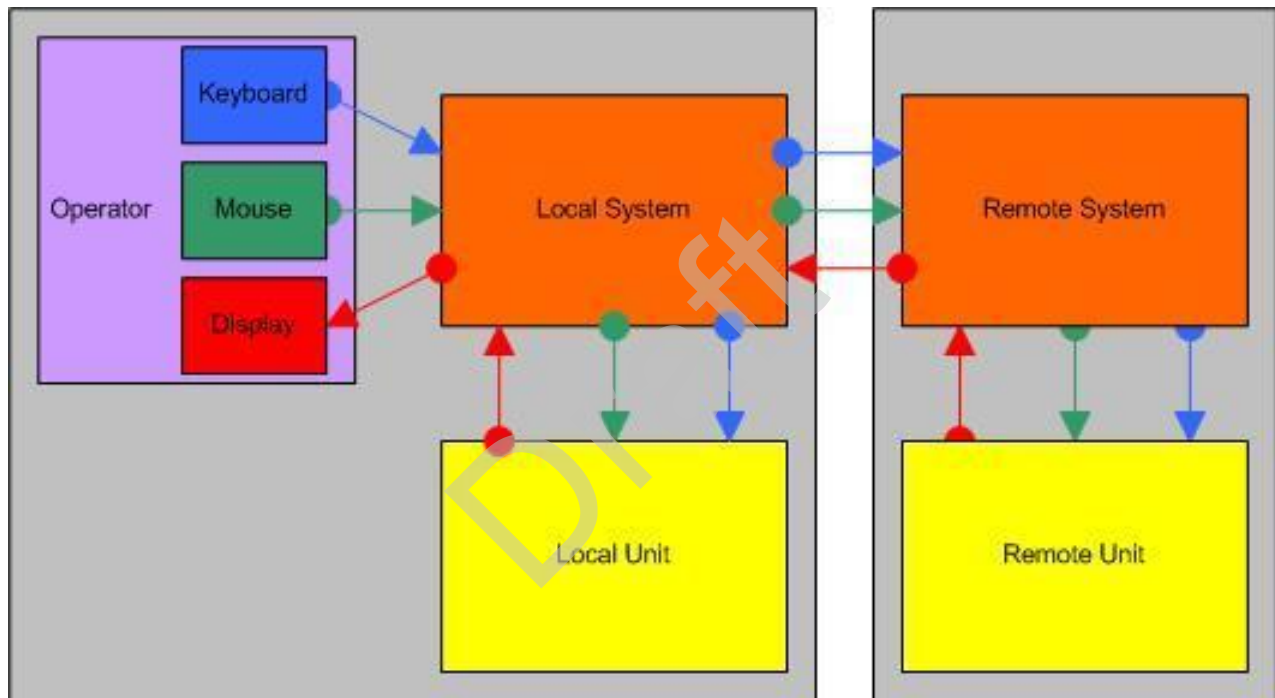 Keyboard
Operator
Mouse
Display
Local System
Remote System
Local Unit
Remote Unit
Draft